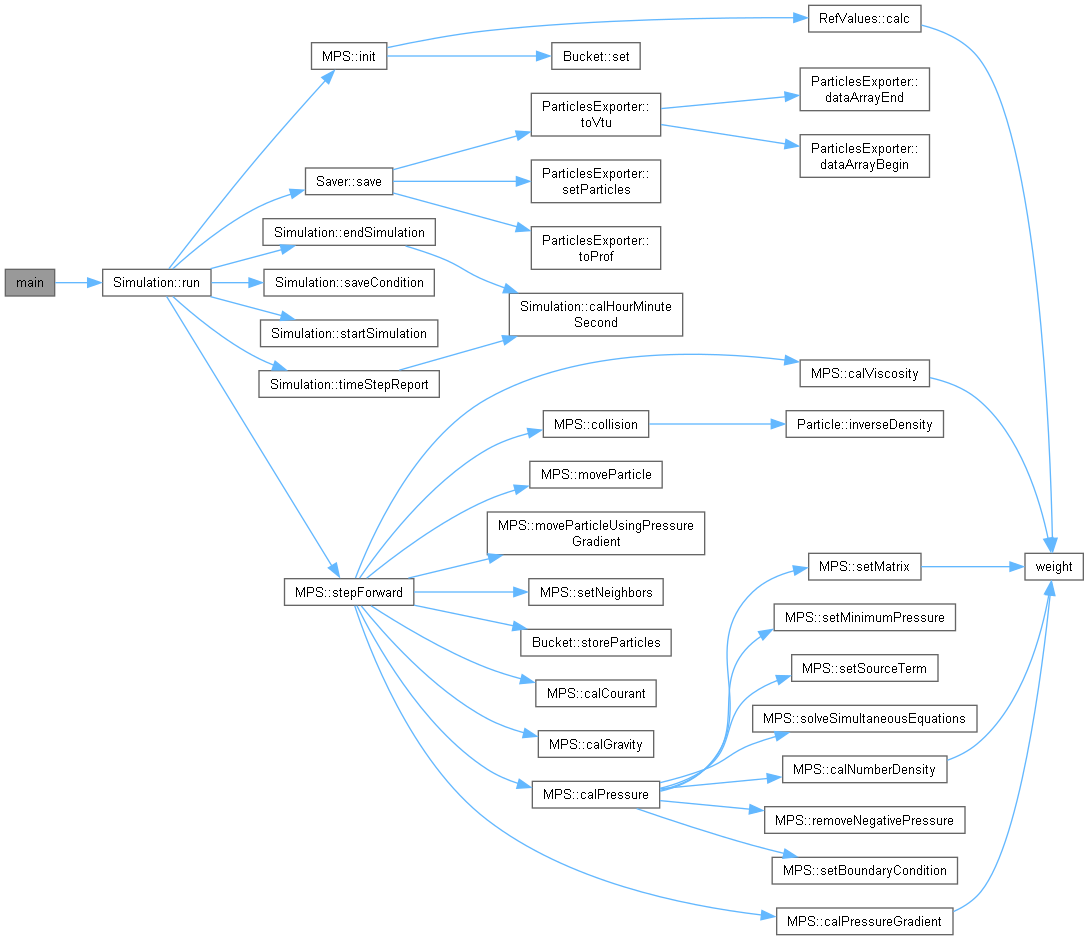 RefValues::calc
MPS::init
Bucket::set
ParticlesExporter::
dataArrayEnd
ParticlesExporter::
toVtu
ParticlesExporter::
dataArrayBegin
Saver::save
ParticlesExporter::
setParticles
Simulation::endSimulation
ParticlesExporter::
toProf
main
Simulation::run
Simulation::saveCondition
Simulation::calHourMinute
Second
Simulation::startSimulation
Simulation::timeStepReport
MPS::calViscosity
MPS::collision
Particle::inverseDensity
MPS::moveParticle
MPS::moveParticleUsingPressure
Gradient
MPS::setMatrix
weight
MPS::stepForward
MPS::setNeighbors
MPS::setMinimumPressure
Bucket::storeParticles
MPS::setSourceTerm
MPS::calCourant
MPS::solveSimultaneousEquations
MPS::calGravity
MPS::calNumberDensity
MPS::calPressure
MPS::removeNegativePressure
MPS::setBoundaryCondition
MPS::calPressureGradient